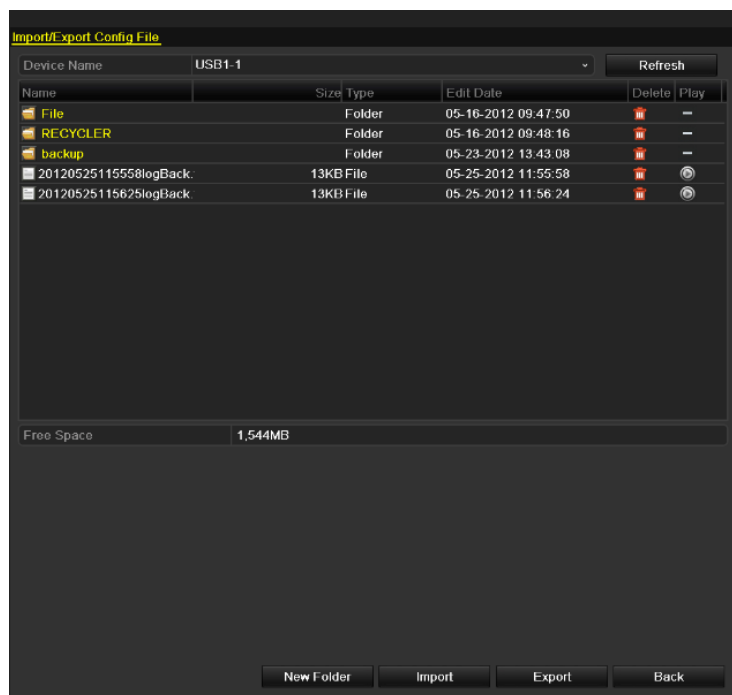 Import/Export Config File
Device Name USB1-1 Refresh
Name Size Type Edit Date Delete Play
File Folder 05-16-2012 09:47:50 –
RECYCLER Folder 05-16-2012 09:48:16 –
backup Folder 05-23-2012 13:43:08 –
20120525115558logBack. 13KB File 05-25-2012 11:55:58
20120525115625logBack. 13KB File 05-25-2012 11:56:24
Free Space 1,544MB
New Folder Import Export Back